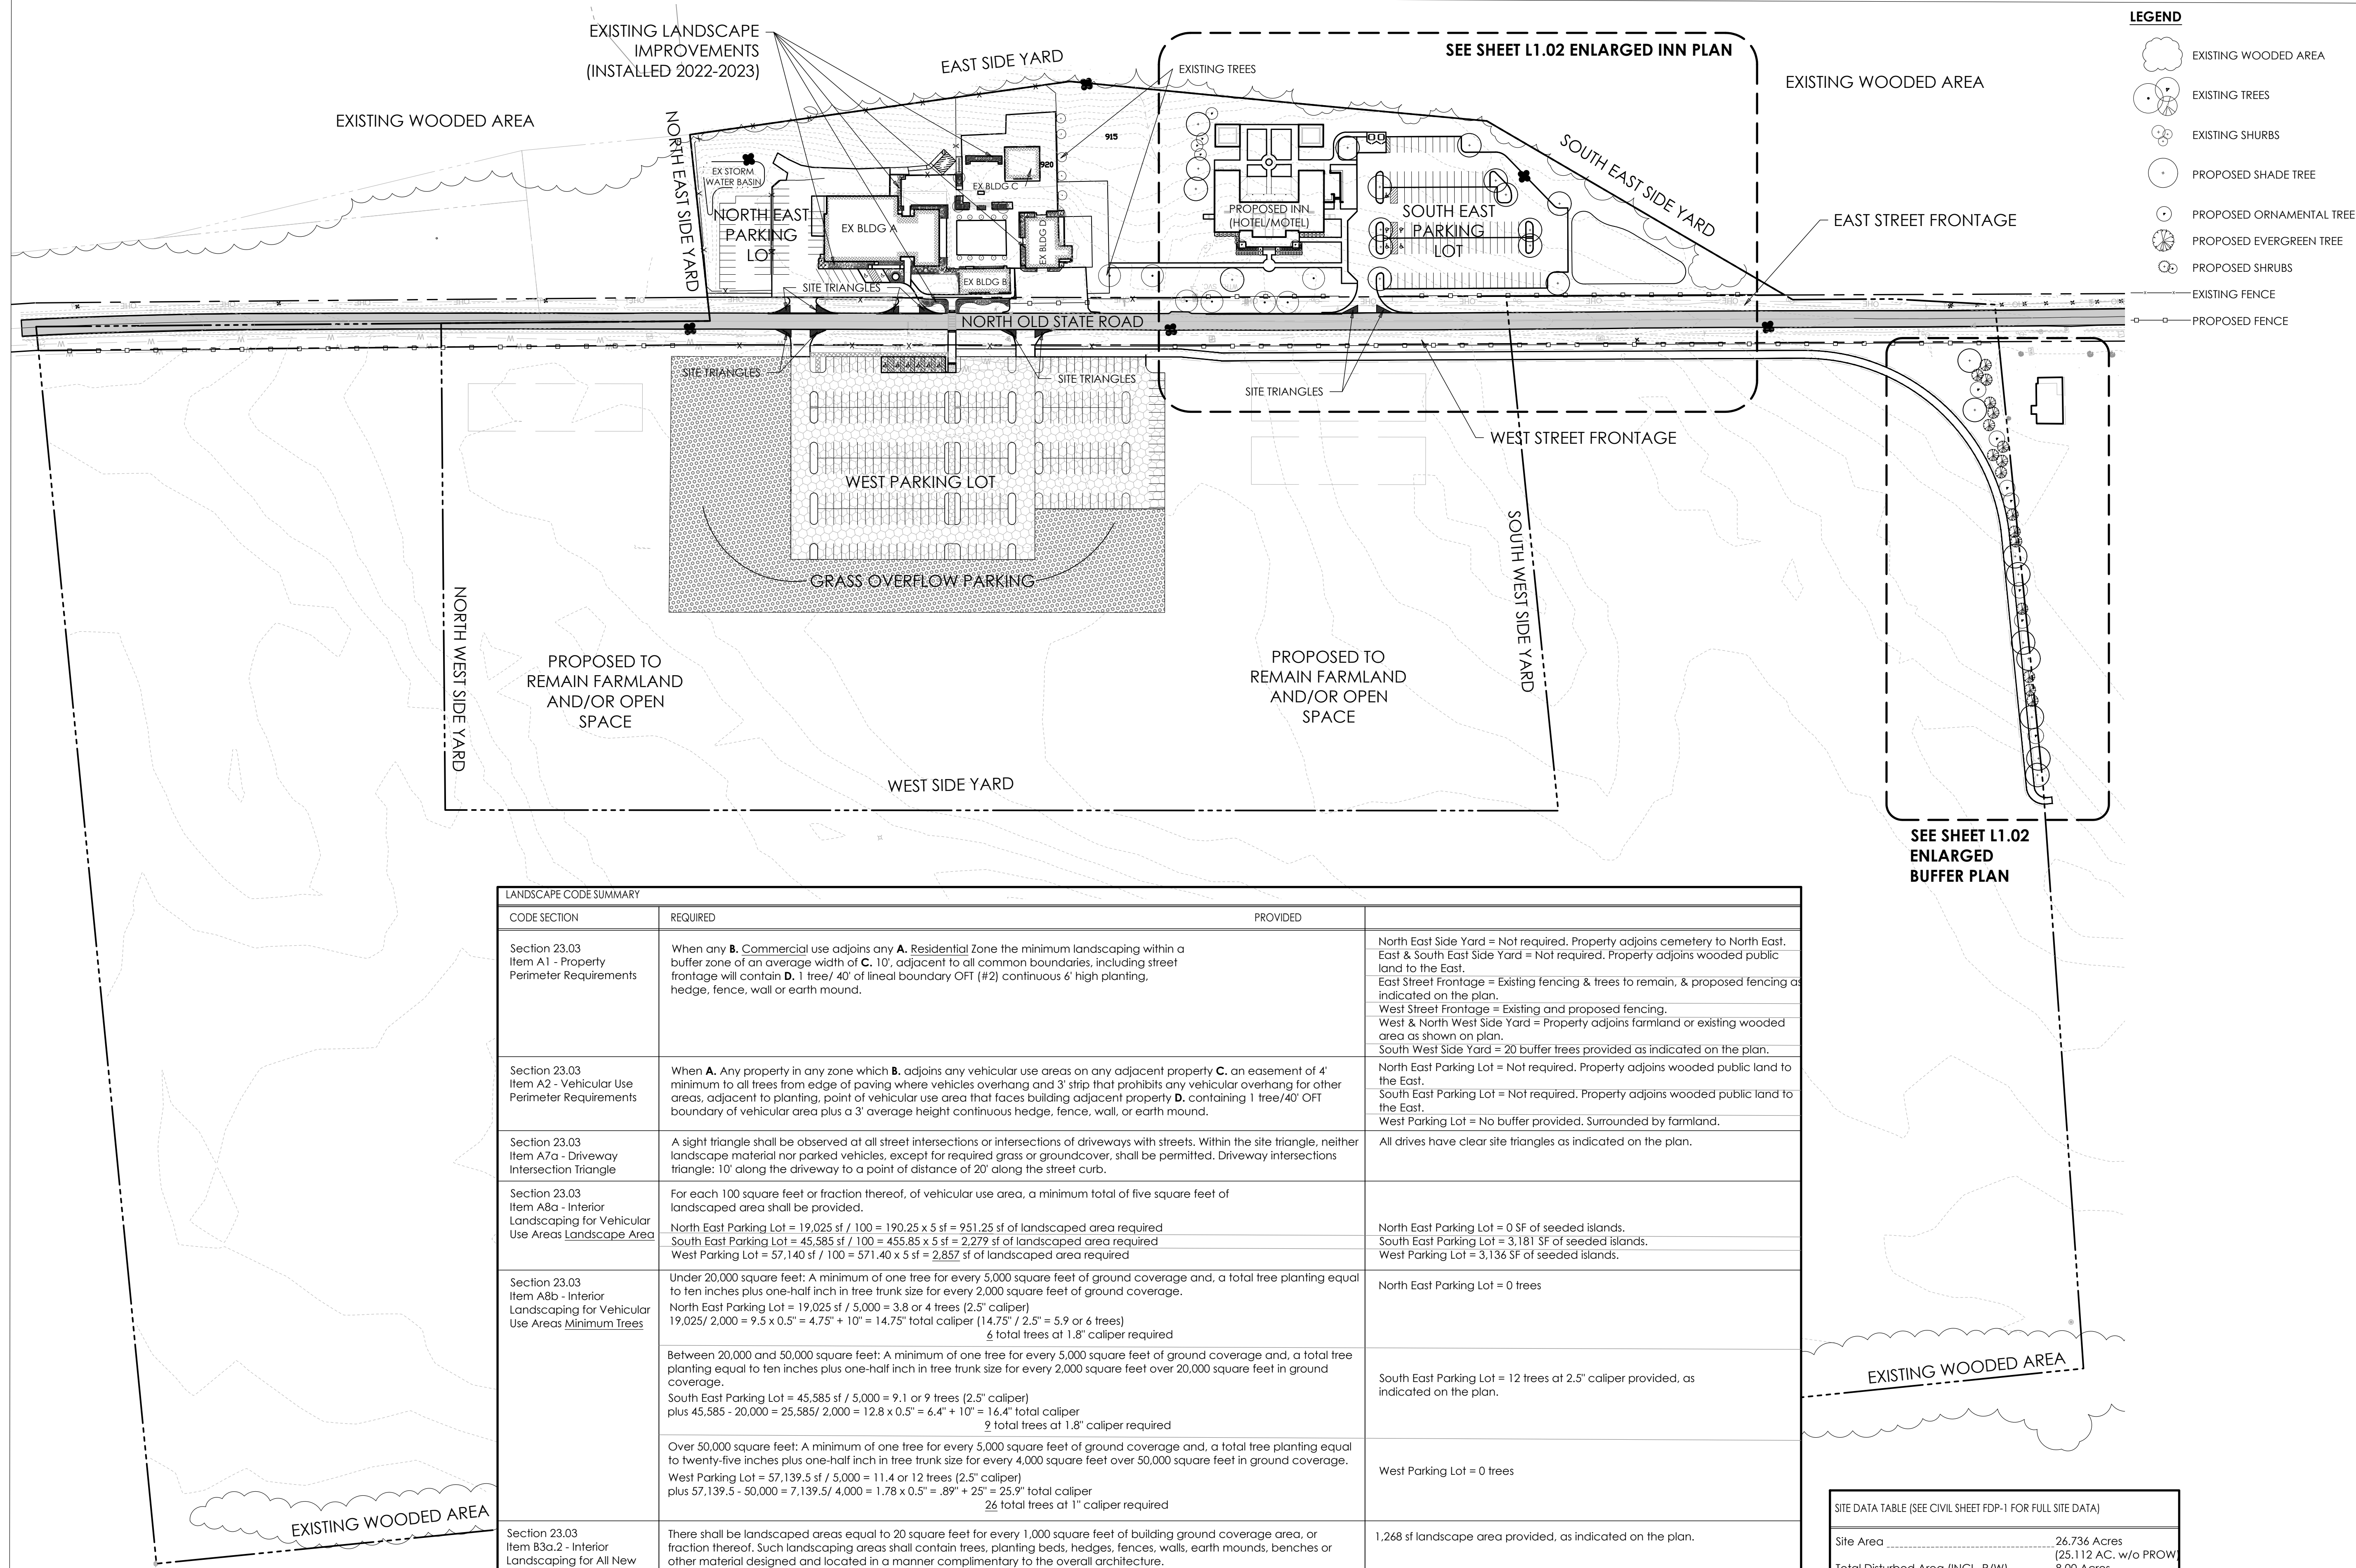 LEGEND
EXISTING WOODED AREA
EXISTING TREES
EXISTING SHURBS
PROPOSED SHADE TREE
PROPOSED ORNAMENTAL TREE
PROPOSED EVERGREEN TREE
PROPOSED SHRUBS
EXISTING FENCE
PROPOSED FENCE
EXISTING LANDSCAPE
IMPROVEMENTS
(INSTALLED 2022-2023)
EAST SIDE YARD
SEE SHEET L1.02 ENLARGED INN PLAN
EXISTING TREES
EXISTING WOODED AREA
EXISTING WOODED AREA
NORTH EAST SIDE YARD
915
920
EX STORM
WATER BASIN
NORTH EAST
PARKING
LOT
EX BLDG A
EX BLDG C
EX BLDG D
EX BLDG B
PROPOSED INN
(HOTEL/MOTEL)
SOUTH EAST
PARKING
LOT
SOUTH EAST SIDE YARD
EAST STREET FRONTAGE
SITE TRIANGLES
NORTH OLD STATE ROAD
SITE TRIANGLES
SITE TRIANGLES
SITE TRIANGLES
WEST STREET FRONTAGE
WEST PARKING LOT
GRASS OVERFLOW PARKING
NORTH WEST SIDE YARD
SOUTH WEST SIDE YARD
PROPOSED TO
REMAIN FARMLAND
AND/OR OPEN
SPACE
PROPOSED TO
REMAIN FARMLAND
AND/OR OPEN
SPACE
WEST SIDE YARD
SEE SHEET L1.02
ENLARGED
BUFFER PLAN
LANDSCAPE CODE SUMMARY
CODE SECTION
REQUIRED
PROVIDED
Section 23.03
Item A1 - Property
Perimeter Requirements
When any B. Commercial use adjoins any A. Residential Zone the minimum landscaping within a
buffer zone of an average width of C. 10', adjacent to all common boundaries, including street
frontage will contain D. 1 tree/ 40' of lineal boundary OFT (#2) continuous 6' high planting,
hedge, fence, wall or earth mound.
North East Side Yard = Not required. Property adjoins cemetery to North East.
East & South East Side Yard = Not required. Property adjoins wooded public
land to the East.
East Street Frontage = Existing fencing & trees to remain, & proposed fencing as
indicated on the plan.
West Street Frontage = Existing and proposed fencing.
West & North West Side Yard = Property adjoins farmland or existing wooded
area as shown on plan.
South West Side Yard = 20 buffer trees provided as indicated on the plan.
Section 23.03
Item A2 - Vehicular Use
Perimeter Requirements
When A. Any property in any zone which B. adjoins any vehicular use areas on any adjacent property C. an easement of 4'
minimum to all trees from edge of paving where vehicles overhang and 3' strip that prohibits any vehicular overhang for other
areas, adjacent to planting, point of vehicular use area that faces building adjacent property D. containing 1 tree/40' OFT
boundary of vehicular area plus a 3' average height continuous hedge, fence, wall, or earth mound.
North East Parking Lot = Not required. Property adjoins wooded public land to
the East.
South East Parking Lot = Not required. Property adjoins wooded public land to
the East.
West Parking Lot = No buffer provided. Surrounded by farmland.
Section 23.03
Item A7a - Driveway
Intersection Triangle
A sight triangle shall be observed at all street intersections or intersections of driveways with streets. Within the site triangle, neither
landscape material nor parked vehicles, except for required grass or groundcover, shall be permitted. Driveway intersections
triangle: 10' along the driveway to a point of distance of 20' along the street curb.
All drives have clear site triangles as indicated on the plan.
Section 23.03
Item A8a - Interior
Landscaping for Vehicular
Use Areas Landscape Area
For each 100 square feet or fraction thereof, of vehicular use area, a minimum total of five square feet of
landscaped area shall be provided.
North East Parking Lot = 19,025 sf / 100 = 190.25 x 5 sf = 951.25 sf of landscaped area required
South East Parking Lot = 45,585 sf / 100 = 455.85 x 5 sf = 2,279 sf of landscaped area required
West Parking Lot = 57,140 sf / 100 = 571.40 x 5 sf = 2,857 sf of landscaped area required
North East Parking Lot = 0 SF of seeded islands.
South East Parking Lot = 3,181 SF of seeded islands.
West Parking Lot = 3,136 SF of seeded islands.
Section 23.03
Item A8b - Interior
Landscaping for Vehicular
Use Areas Minimum Trees
Under 20,000 square feet: A minimum of one tree for every 5,000 square feet of ground coverage and, a total tree planting equal
to ten inches plus one-half inch in tree trunk size for every 2,000 square feet of ground coverage.
North East Parking Lot = 19,025 sf / 5,000 = 3.8 or 4 trees (2.5" caliper)
19,025/ 2,000 = 9.5 x 0.5" = 4.75" + 10" = 14.75" total caliper (14.75" / 2.5" = 5.9 or 6 trees)
6 total trees at 1.8" caliper required
North East Parking Lot = 0 trees
Between 20,000 and 50,000 square feet: A minimum of one tree for every 5,000 square feet of ground coverage and, a total tree
planting equal to ten inches plus one-half inch in tree trunk size for every 2,000 square feet over 20,000 square feet in ground
coverage.
South East Parking Lot = 45,585 sf / 5,000 = 9.1 or 9 trees (2.5" caliper)
plus 45,585 - 20,000 = 25,585/ 2,000 = 12.8 x 0.5" = 6.4" + 10" = 16.4" total caliper
9 total trees at 1.8" caliper required
South East Parking Lot = 12 trees at 2.5" caliper provided, as
indicated on the plan.
Over 50,000 square feet: A minimum of one tree for every 5,000 square feet of ground coverage and, a total tree planting equal
to twenty-five inches plus one-half inch in tree trunk size for every 4,000 square feet over 50,000 square feet in ground coverage.
West Parking Lot = 57,139.5 sf / 5,000 = 11.4 or 12 trees (2.5" caliper)
plus 57,139.5 - 50,000 = 7,139.5/ 4,000 = 1.78 x 0.5" = .89" + 25" = 25.9" total caliper
26 total trees at 1" caliper required
West Parking Lot = 0 trees
Section 23.03
Item B3a.2 - Interior
Landscaping for All New
There shall be landscaped areas equal to 20 square feet for every 1,000 square feet of building ground coverage area, or
fraction thereof. Such landscaping areas shall contain trees, planting beds, hedges, fences, walls, earth mounds, benches or
other material designed and located in a manner complimentary to the overall architecture.
1,268 sf landscape area provided, as indicated on the plan.
EXISTING WOODED AREA
EXISTING WOODED AREA
SITE DATA TABLE (SEE CIVIL SHEET FDP-1 FOR FULL SITE DATA)
Site Area 26.736 Acres
(25.112 AC. w/o PROW)
Total Disturbed Area (INCL. R/W) 8.00 Acres